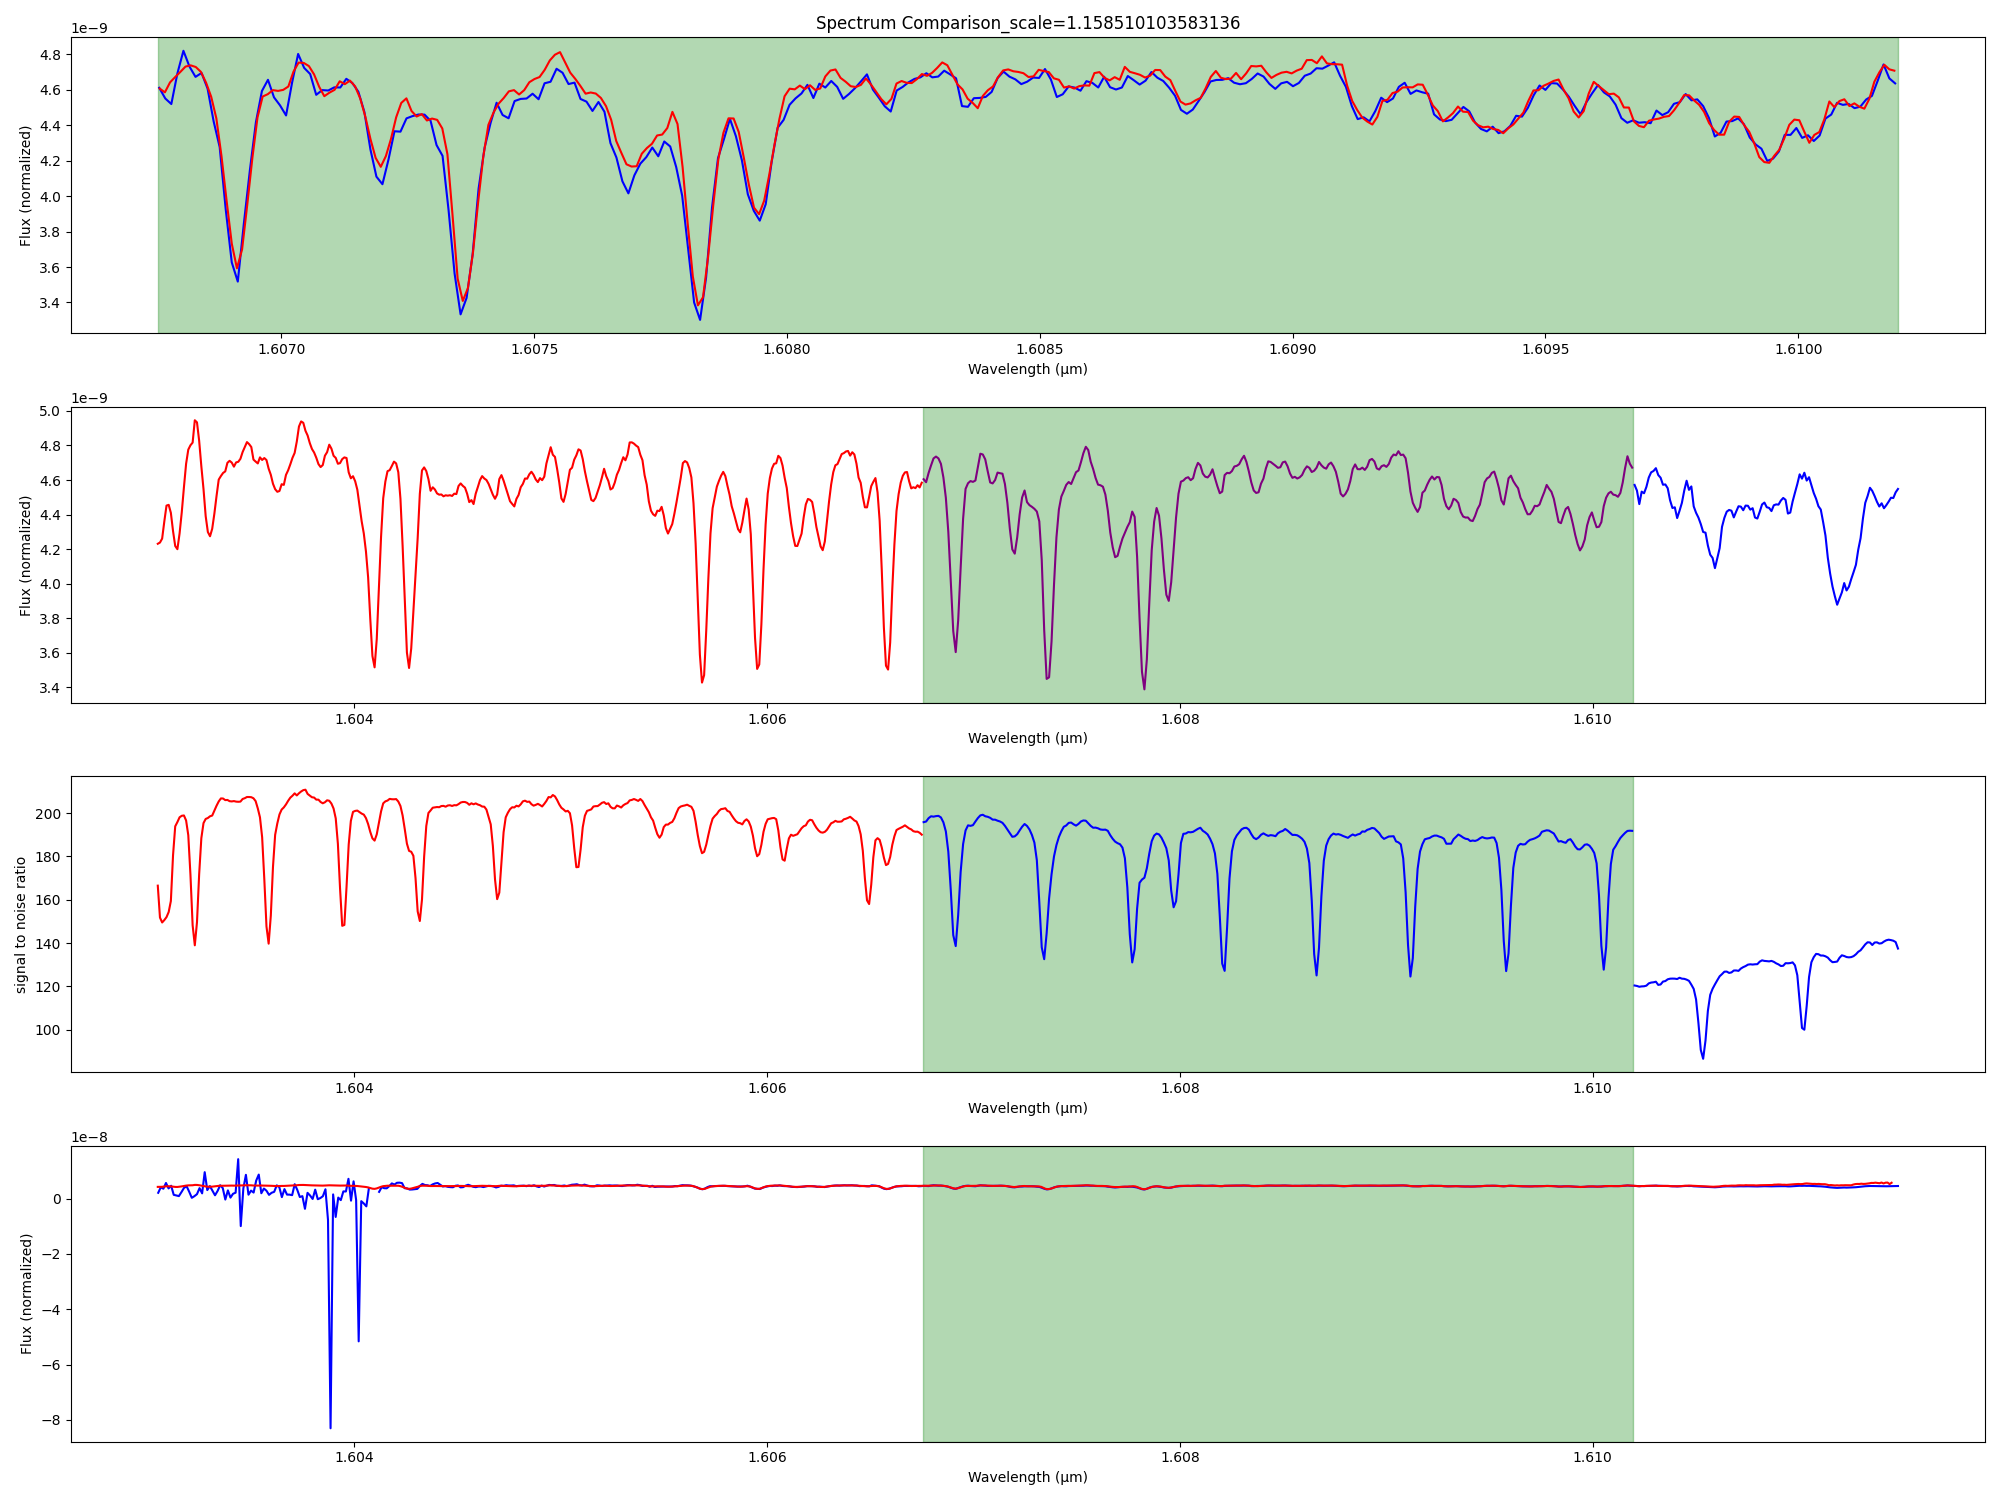 Spectrum Comparison_scale=1.158510103583136
1e−9
4.8
4.6
4.4
4.2
4.0
3.8
3.6
3.4
Flux (normalized)
1.6070 1.6075 1.6080 1.6085 1.6090 1.6095 1.6100
Wavelength (μm)
1e−9
5.0
4.8
4.6
4.4
4.2
4.0
3.8
3.6
3.4
Flux (normalized)
1.604 1.606 1.608 1.610
Wavelength (μm)
200
180
160
140
120
100
signal to noise ratio
1.604 1.606 1.608 1.610
Wavelength (μm)
1e−8
0
−2
−4
−6
−8
Flux (normalized)
1.604 1.606 1.608 1.610
Wavelength (μm)